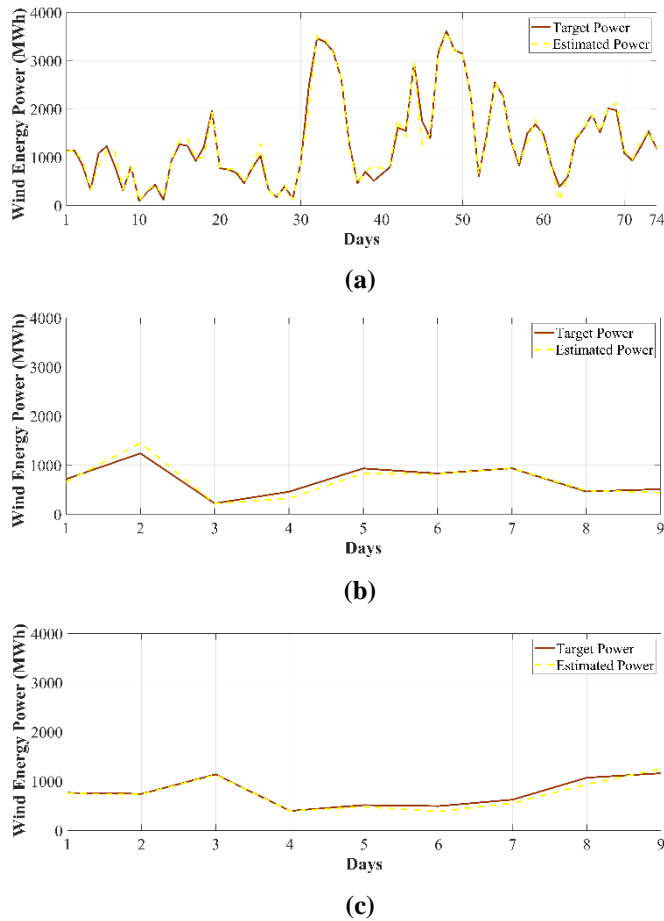 4000
3000
2000
1000
0
Wind Energy Power (MWh)
Target Power
Estimated Power
1 10 20 30 40 50 60 70 74
Days
(a)
4000
3000
2000
1000
0
Wind Energy Power (MWh)
Target Power
Estimated Power
1 2 3 4 5 6 7 8 9
Days
(b)
4000
3000
2000
1000
0
Wind Energy Power (MWh)
Target Power
Estimated Power
1 2 3 4 5 6 7 8 9
Days
(c)